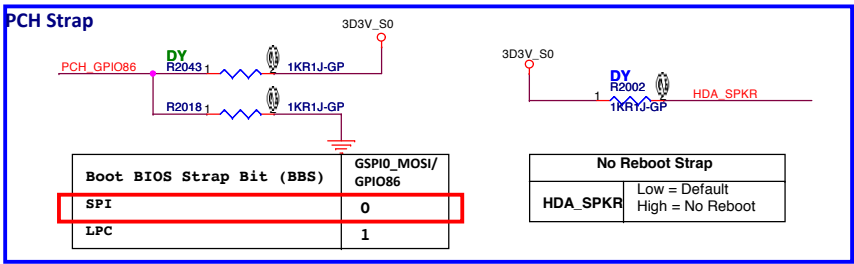 PCH Strap
3D3V_S0
DY
PCH_GPIO86
R2043 1
2
1KR1J-GP
R2018 1
2
1KR1J-GP
3D3V_S0
DY
R2002
1
2
HDA_SPKR
1KR1J-GP
Boot BIOS Strap Bit (BBS)
GSPI0_MOSI/
GPIO86
SPI
0
LPC
1
No Reboot Strap
HDA_SPKR
Low = Default
High = No Reboot